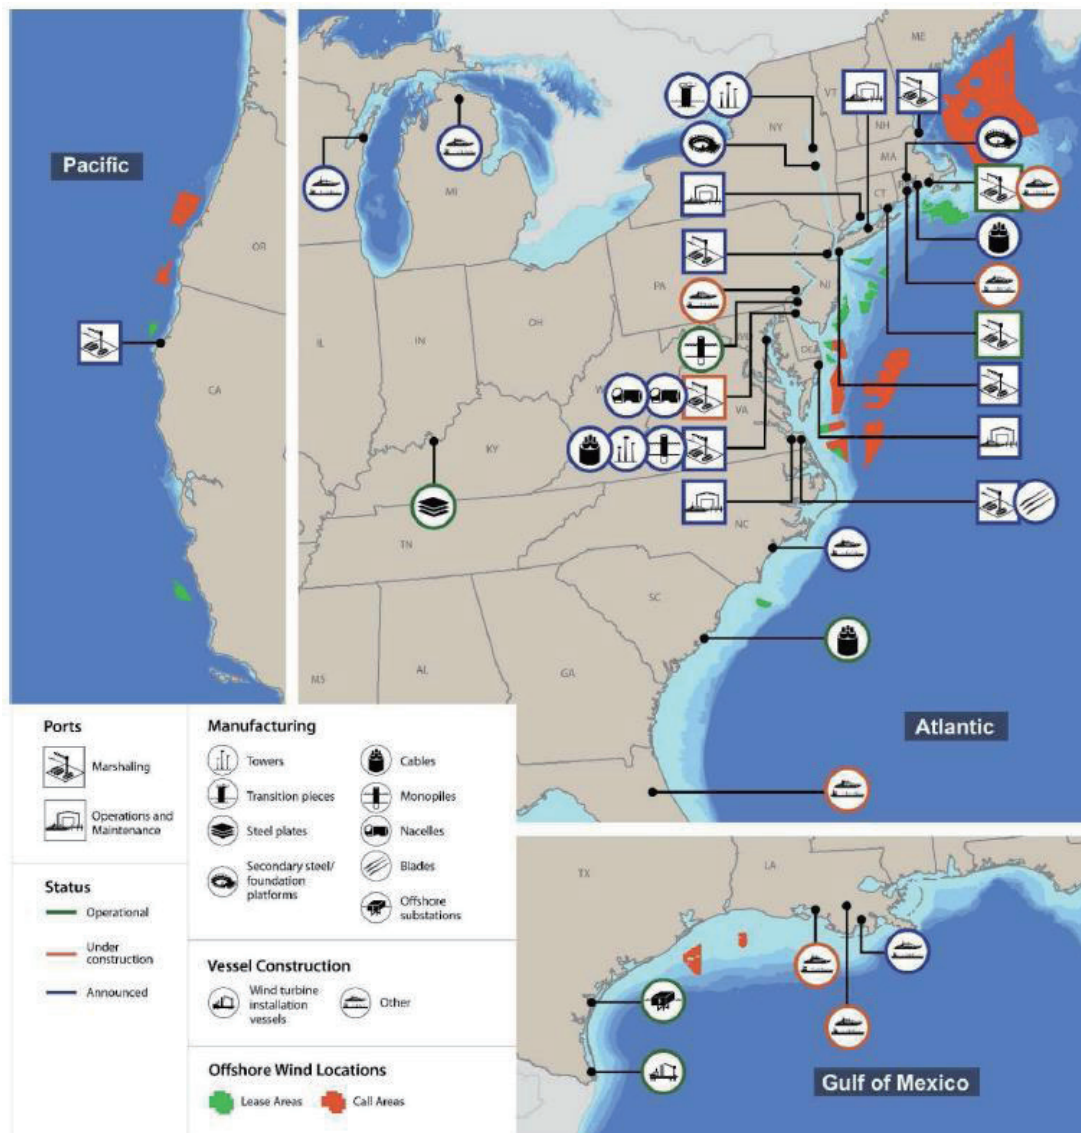 Pacific
OR
CA
ME
VT
NH
NY
MA
CT
MI
PA
NJ
OH
IL
IN
DE
VA
KY
NC
TN
SC
MS
AL
GA
Atlantic
Ports
Marshaling
Operations and
Maintenance
Status
Operational
Under
construction
Announced
Manufacturing
Towers
Transition pieces
Steel plates
Secondary steel/
foundation
platforms
Cables
Monopiles
Nacelles
Blades
Offshore
substations
Vessel Construction
Wind turbine
installation
vessels
Other
Offshore Wind Locations
Lease Areas
Call Areas
TX
LA
Gulf of Mexico